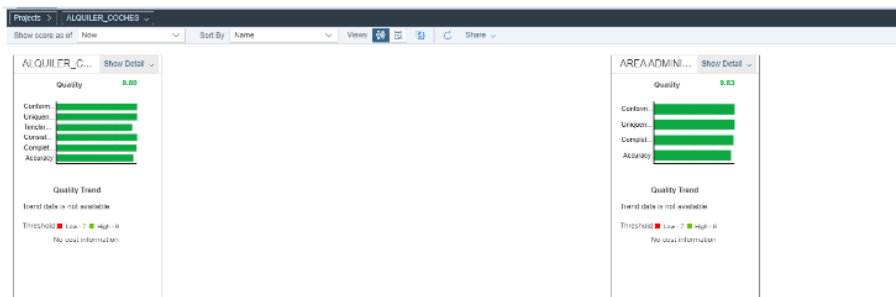 Projects > ALQUILER_COCHES
Show score as of Now Sort By Name Views Share
ALQUILER_C... Show Detail
Quality 9.80
Conform...
Uniquen...
Timelin...
Consist...
Complet...
Accuracy
Quality Trend
Trend data is not available
Threshold: Low - 7 High - 9
No cost information
AREA ADMINI... Show Detail
Quality 9.83
Conform...
Uniquen...
Complet...
Accuracy
Quality Trend
Trend data is not available
Threshold: Low - 7 High - 9
No cost information